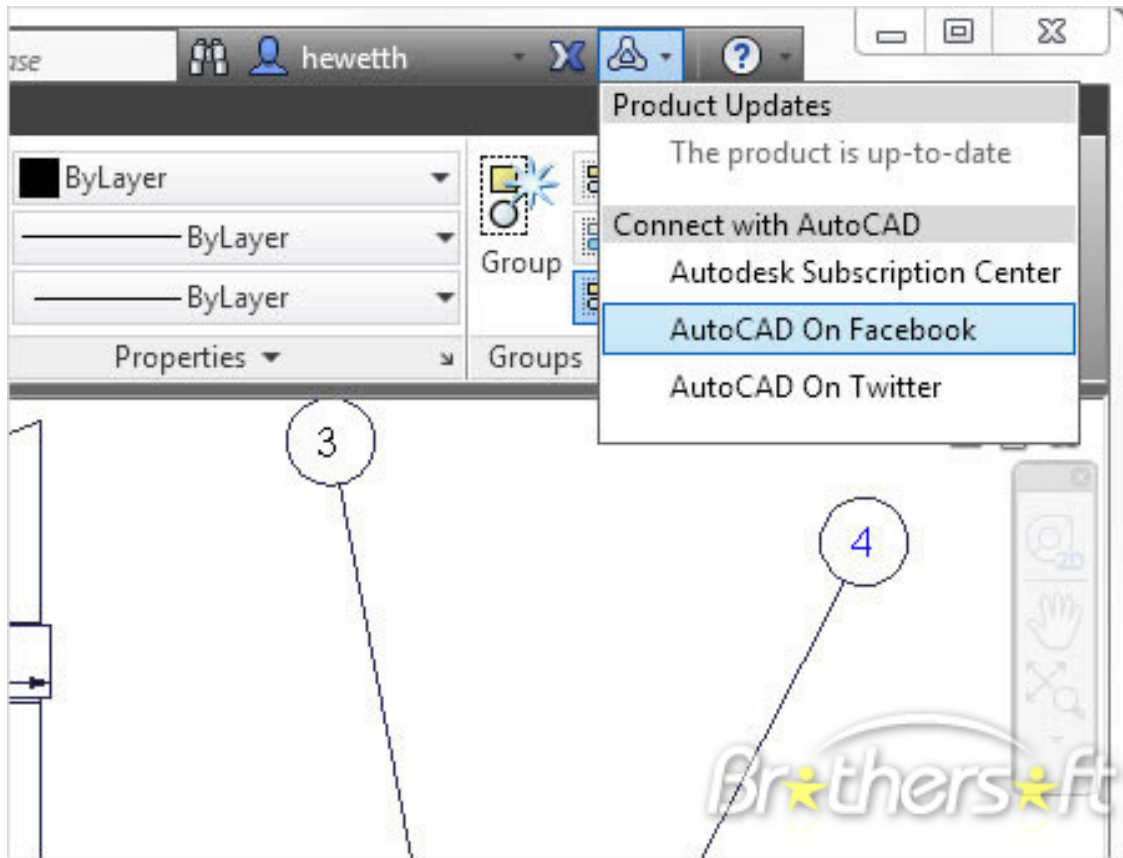 ase
hewetth
?
Product Updates
The product is up-to-date
Connect with AutoCAD
Autodesk Subscription Center
AutoCAD On Facebook
AutoCAD On Twitter
ByLayer
ByLayer
ByLayer
Group
Properties
Groups
3
4
2D
Brothersoft